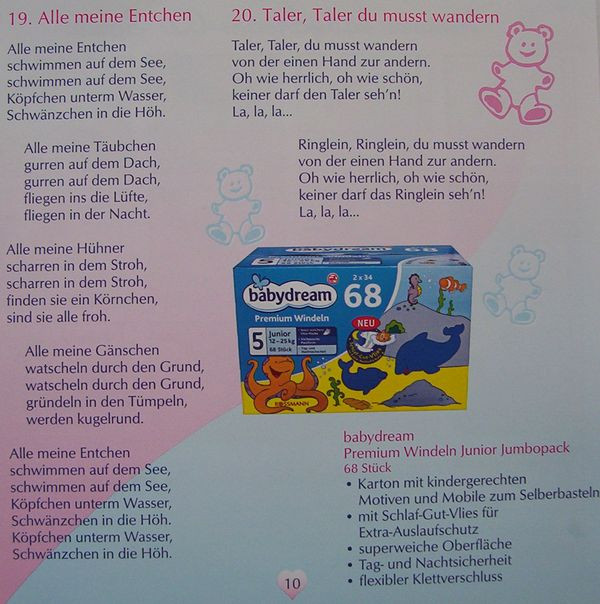 19. Alle meine Entchen
Alle meine Entchen
schwimmen auf dem See,
schwimmen auf dem See,
Köpfchen unterm Wasser,
Schwänzchen in die Höh.
Alle meine Täubchen
gurren auf dem Dach,
gurren auf dem Dach,
fliegen ins die Lüfte,
fliegen in der Nacht.
Alle meine Hühner
scharren in dem Stroh,
scharren in dem Stroh,
finden sie ein Körnchen,
sind sie alle froh.
Alle meine Gänschen
watscheln durch den Grund,
watscheln durch den Grund,
gründeln in den Tümpeln,
werden kugelrund.
Alle meine Entchen
schwimmen auf dem See,
schwimmen auf dem See,
Köpfchen unterm Wasser,
Schwänzchen in die Höh.
Köpfchen unterm Wasser,
Schwänzchen in die Höh.
20. Taler, Taler du musst wandern
Taler, Taler, du musst wandern
von der einen Hand zur andern.
Oh wie herrlich, oh wie schön,
keiner darf den Taler seh'n!
La, la, la...
Ringlein, Ringlein, du musst wandern
von der einen Hand zur andern.
Oh wie herrlich, oh wie schön,
keiner darf das Ringlein seh'n!
La, la, la...
babydream
Premium Windeln
2 x 34
68
NEU
5
Junior
12 – 25 kg
68 Stück
ROSSMANN
babydream
Premium Windeln Junior Jumbopack
68 Stück
• Karton mit kindergerechten
Motiven und Mobile zum Selberbasteln
• mit Schlaf-Gut-Vlies für
Extra-Auslaufschutz
• superweiche Oberfläche
• Tag- und Nachtsicherheit
• flexibler Klettverschluss
10